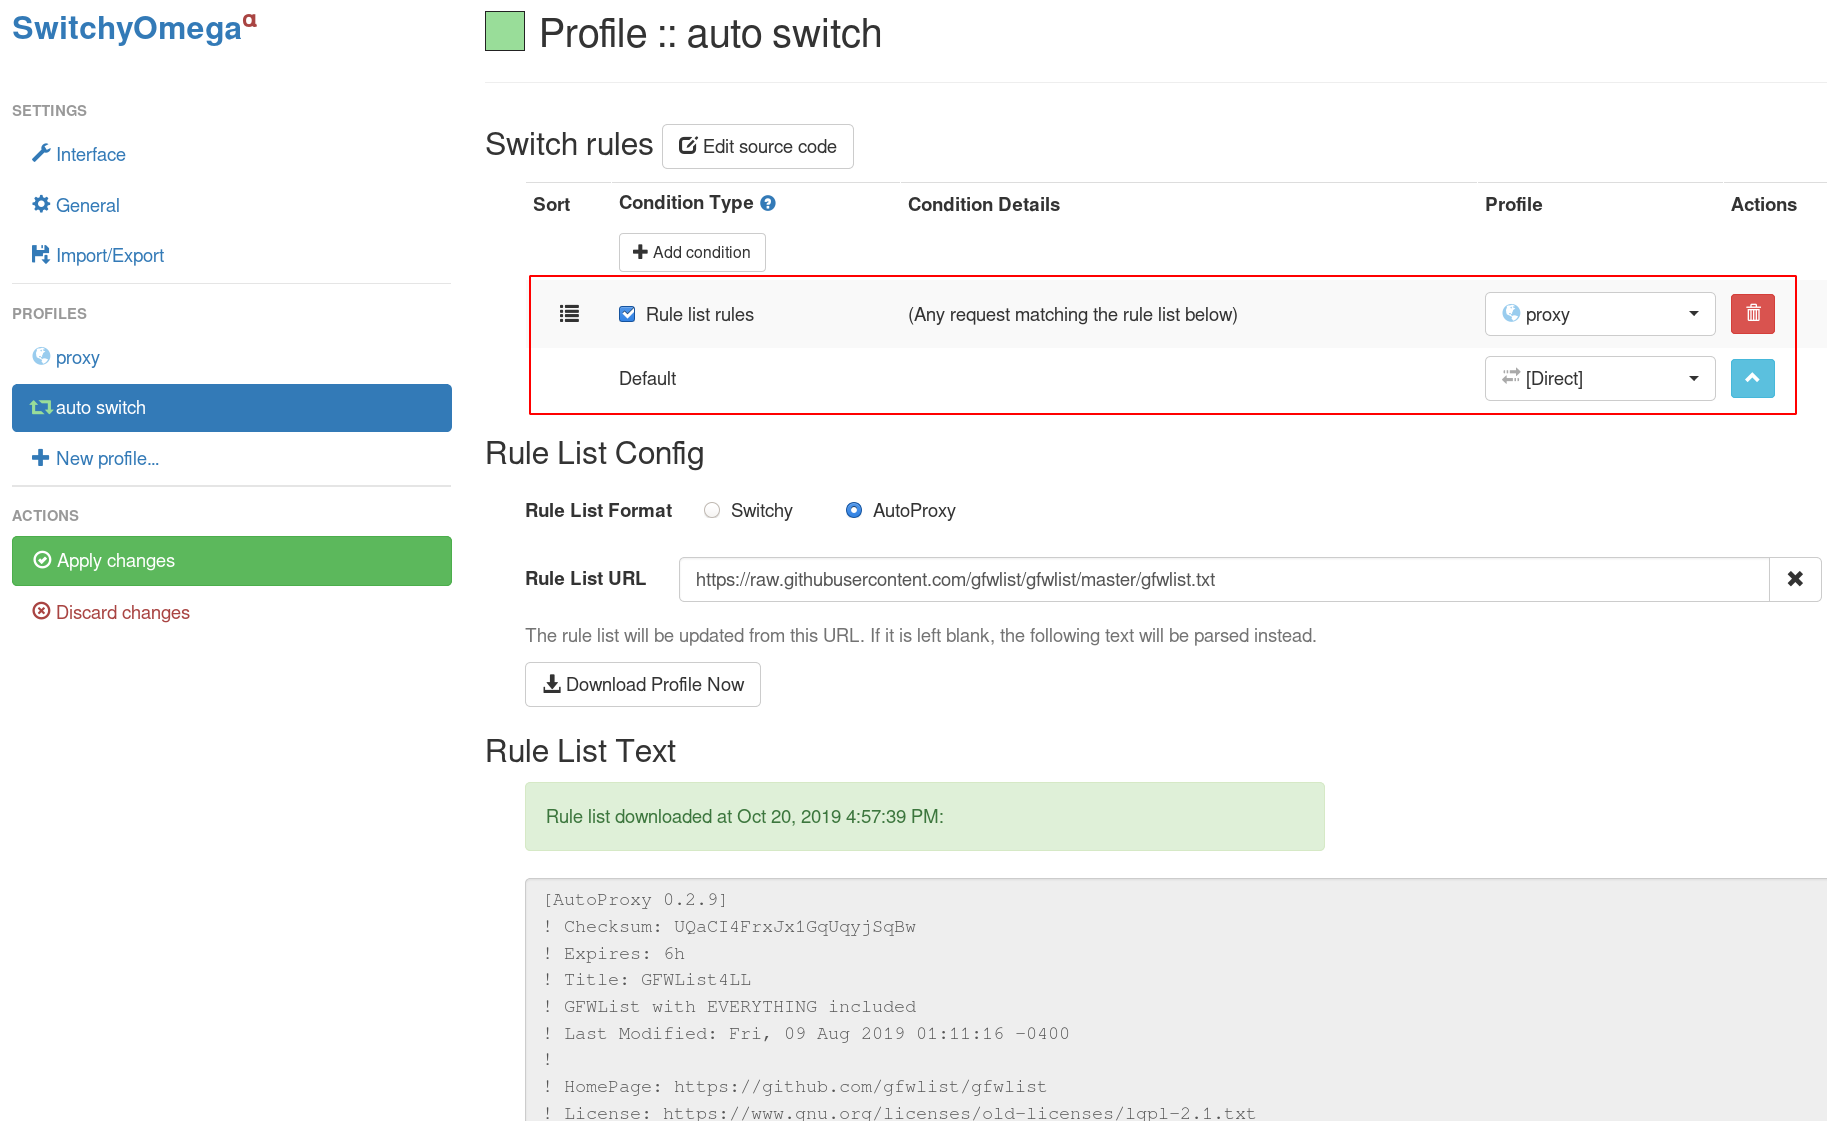 SwitchyOmegaα
SETTINGS
Interface
General
Import/Export
PROFILES
proxy
auto switch
New profile...
ACTIONS
Apply changes
Discard changes
Profile :: auto switch
Switch rules Edit source code
Sort Condition Type ? Condition Details Profile Actions
Add condition
Rule list rules (Any request matching the rule list below) proxy
Default [Direct]
Rule List Config
Rule List Format Switchy AutoProxy
Rule List URL https://raw.githubusercontent.com/gfwlist/gfwlist/master/gfwlist.txt
The rule list will be updated from this URL. If it is left blank, the following text will be parsed instead.
Download Profile Now
Rule List Text
Rule list downloaded at Oct 20, 2019 4:57:39 PM:
[AutoProxy 0.2.9]
! Checksum: UQaCI4FrxJx1GqUqyjSqBw
! Expires: 6h
! Title: GFWList4LL
! GFWList with EVERYTHING included
! Last Modified: Fri, 09 Aug 2019 01:11:16 -0400
!
! HomePage: https://github.com/gfwlist/gfwlist
! License: https://www.gnu.org/licenses/old-licenses/lgpl-2.1.txt